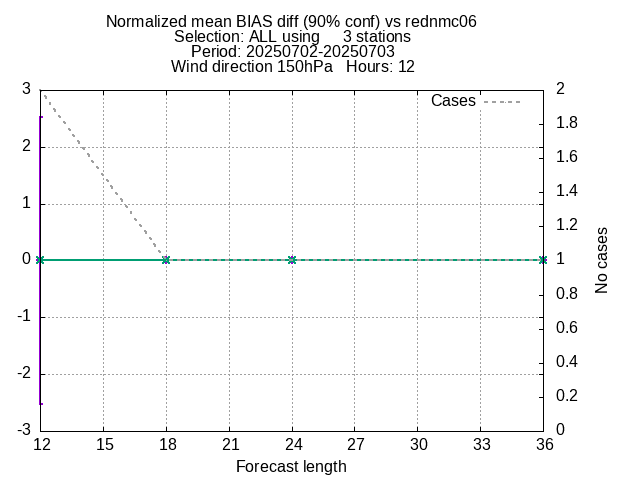 Normalized mean BIAS diff (90% conf) vs rednmc06
Selection: ALL using     3 stations
Period: 20250702-20250703
Wind direction 150hPa   Hours: 12
Cases
3
2
1
0
-1
-2
-3
2
1.8
1.6
1.4
1.2
1
0.8
0.6
0.4
0.2
0
No cases
12 15 18 21 24 27 30 33 36
Forecast length